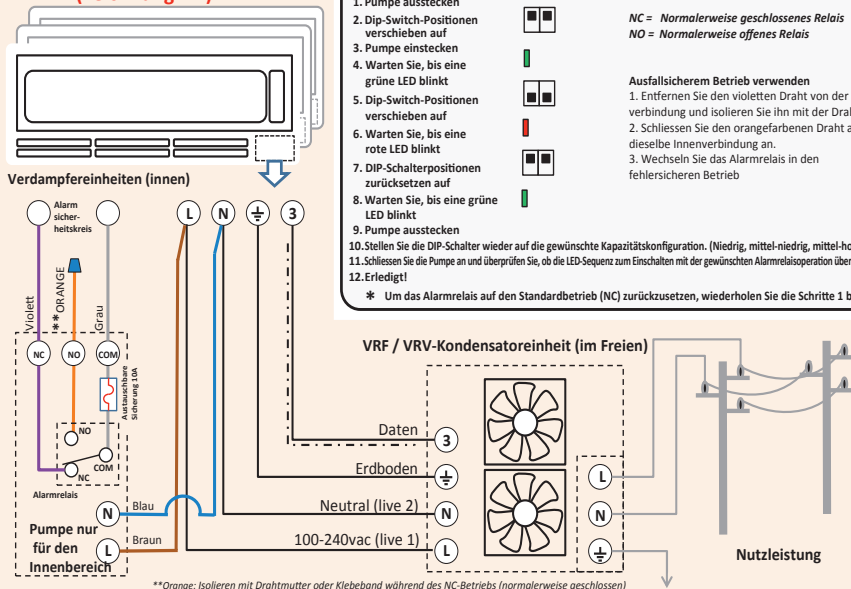 1. Pumpe ausstecken
2. Dip-Switch-Positionen
verschieben auf
3. Pumpe einstecken
4. Warten Sie, bis eine
grüne LED blinkt
5. Dip-Switch-Positionen
verschieben auf
6. Warten Sie, bis eine
rote LED blinkt
7. DIP-Schalterpositionen
zurücksetzen auf
8. Warten Sie, bis eine grüne
LED blinkt
9. Pumpe ausstecken
10. Stellen Sie die DIP-Schalter wieder auf die gewünschte Kapazitätskonfiguration. (Niedrig, mittel-niedrig,
11. Schliessen Sie die Pumpe an und überprüfen Sie, ob die LED-Sequenz zum Einschalten mit der gewünschten Alarmrelaisoperation
12. Erledigt!
* Um das Alarmrelais auf den Standardbetrieb (NC) zurückzusetzen, wiederholen Sie die Schritte 1
NC = Normalerweise geschlossenes Relais
NO = Normalerweise offenes Relais
Ausfallsicherem Betrieb verwenden
1. Entfernen Sie den violetten Draht von der
verbindung und isolieren Sie ihn mit der
2. Schliessen Sie den orangefarbenen Draht
dieselbe Innenverbindung an.
3. Wechseln Sie das Alarmrelais in den
fehlersicheren Betrieb
Verdampfereinheiten (innen)
Alarm
sicher-
heitskreis
L
N
3
Violett
**ORANGE
Grau
NC
NO
COM
Austauschbare
Sicherung 10A
NO
COM
NC
Alarmrelais
N
Blau
L
Braun
Pumpe nur
für den
Innenbereich
VRF / VRV-Kondensatoreinheit (im Freien)
Daten
3
Erdboden
Neutral (live 2)
N
100-240vac (live 1)
L
L
N
Nutzleistung
**Orange: Isolieren mit Drahtmutter oder Klebeband während des NC-Betriebs (normalerweise geschlossen)